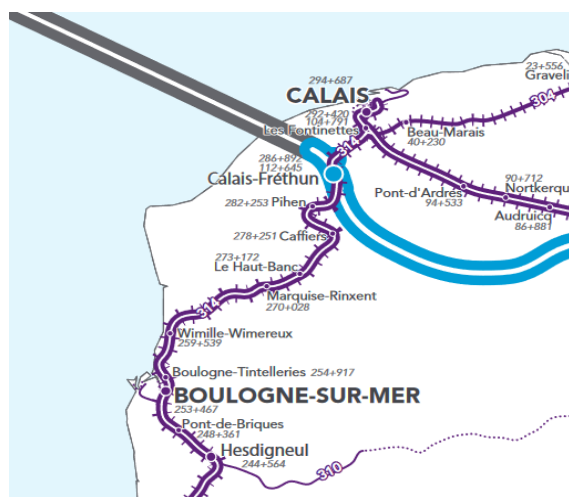 23+556
Graveli
294+687
CALAIS
304
292+420
104+791
Les Fontinettes
Beau-Marais
40+230
314
286+892
112+645
Calais-Fréthun
90+712
Nortkerqu
Pont-d'Ardres
94+533
Audruicq
86+881
282+253 Pihen
278+251 Caffiers
273+172
Le Haut-Banc
Marquise-Rinxent
270+028
314
Wimille-Wimereux
259+539
Boulogne-Tintelleries 254+917
BOULOGNE-SUR-MER
253+467
Pont-de-Briques
248+361
Hesdigneul
244+564
310